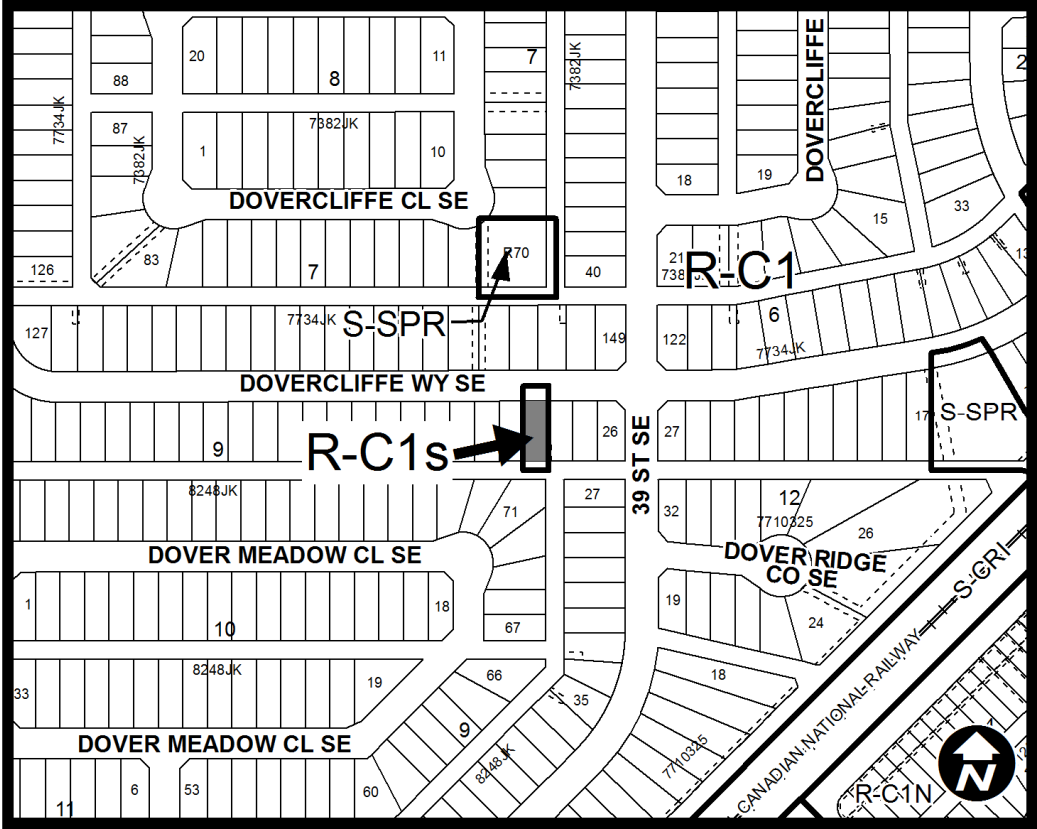 20
11
8
7
7382JK
DOVERCLIFFE
88
7734JK
87
7382JK
7382JK
1
10
18
19
DOVERCLIFFE CL SE
15
33
126
83
7
R70
40
21
R-C1
13
127
7734JK
S-SPR
149
122
6
7734JK
DOVERCLIFFE WY SE
17
S-SPR
9
R-C1s
26
39 ST SE
27
8248JK
71
27
32
12
7710325
26
DOVER MEADOW CL SE
DOVER RIDGE
CO SE
S-CRI
1
18
19
24
10
67
8248JK
33
19
66
18
35
9
CANADIAN NATIONAL RAILWAY
DOVER MEADOW CL SE
8248JK
7710325
6
53
60
11
R-C1N
N